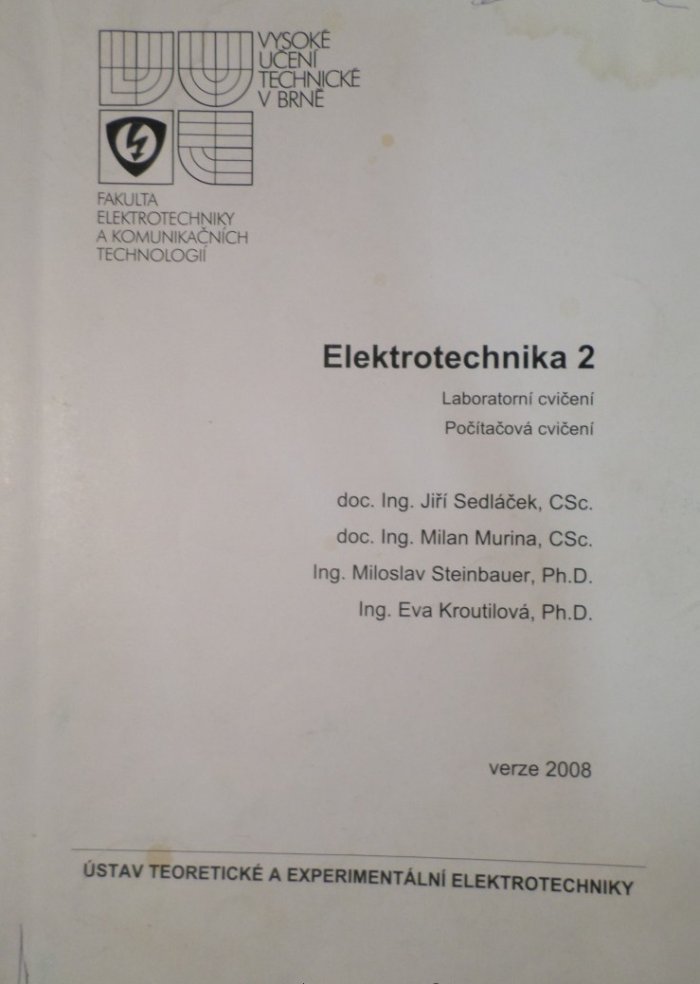 VYSOKÉ
UČENÍ
TECHNICKÉ
V BRNĚ
FAKULTA
ELEKTROTECHNIKY
A KOMUNIKAČNÍCH
TECHNOLOGIÍ
Elektrotechnika 2
Laboratorní cvičení
Počítačová cvičení
doc. Ing. Jiří Sedláček, CSc.
doc. Ing. Milan Murina, CSc.
Ing. Miloslav Steinbauer, Ph.D.
Ing. Eva Kroutilová, Ph.D.
verze 2008
ÚSTAV TEORETICKÉ A EXPERIMENTÁLNÍ ELEKTROTECHNIKY